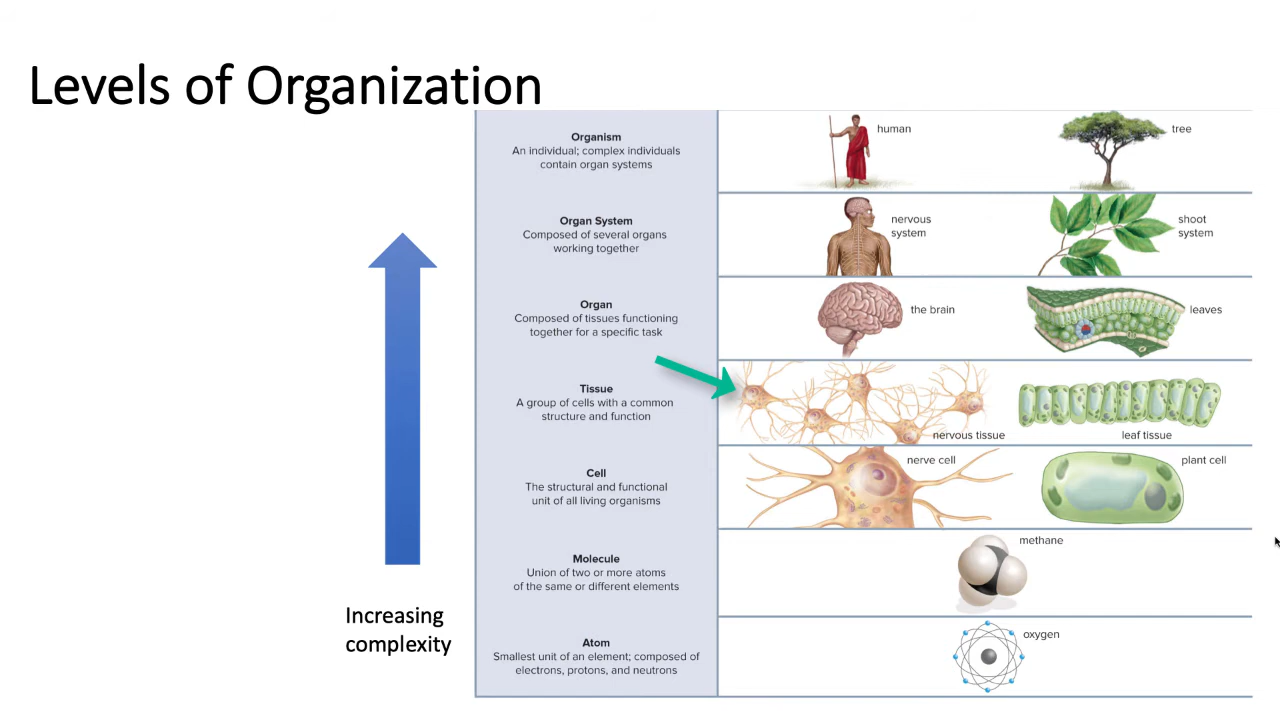 Levels of Organization
Organism
An individual; complex individuals
contain organ systems
human
tree
Organ System
Composed of several organs
working together
nervous
system
shoot
system
Organ
Composed of tissues functioning
together for a specific task
the brain
leaves
Tissue
A group of cells with a common
structure and function
nervous tissue
leaf tissue
Cell
The structural and functional
unit of all living organisms
nerve cell
plant cell
Molecule
Union of two or more atoms
of the same or different elements
methane
Atom
Smallest unit of an element; composed of
electrons, protons, and neutrons
oxygen
Increasing
complexity